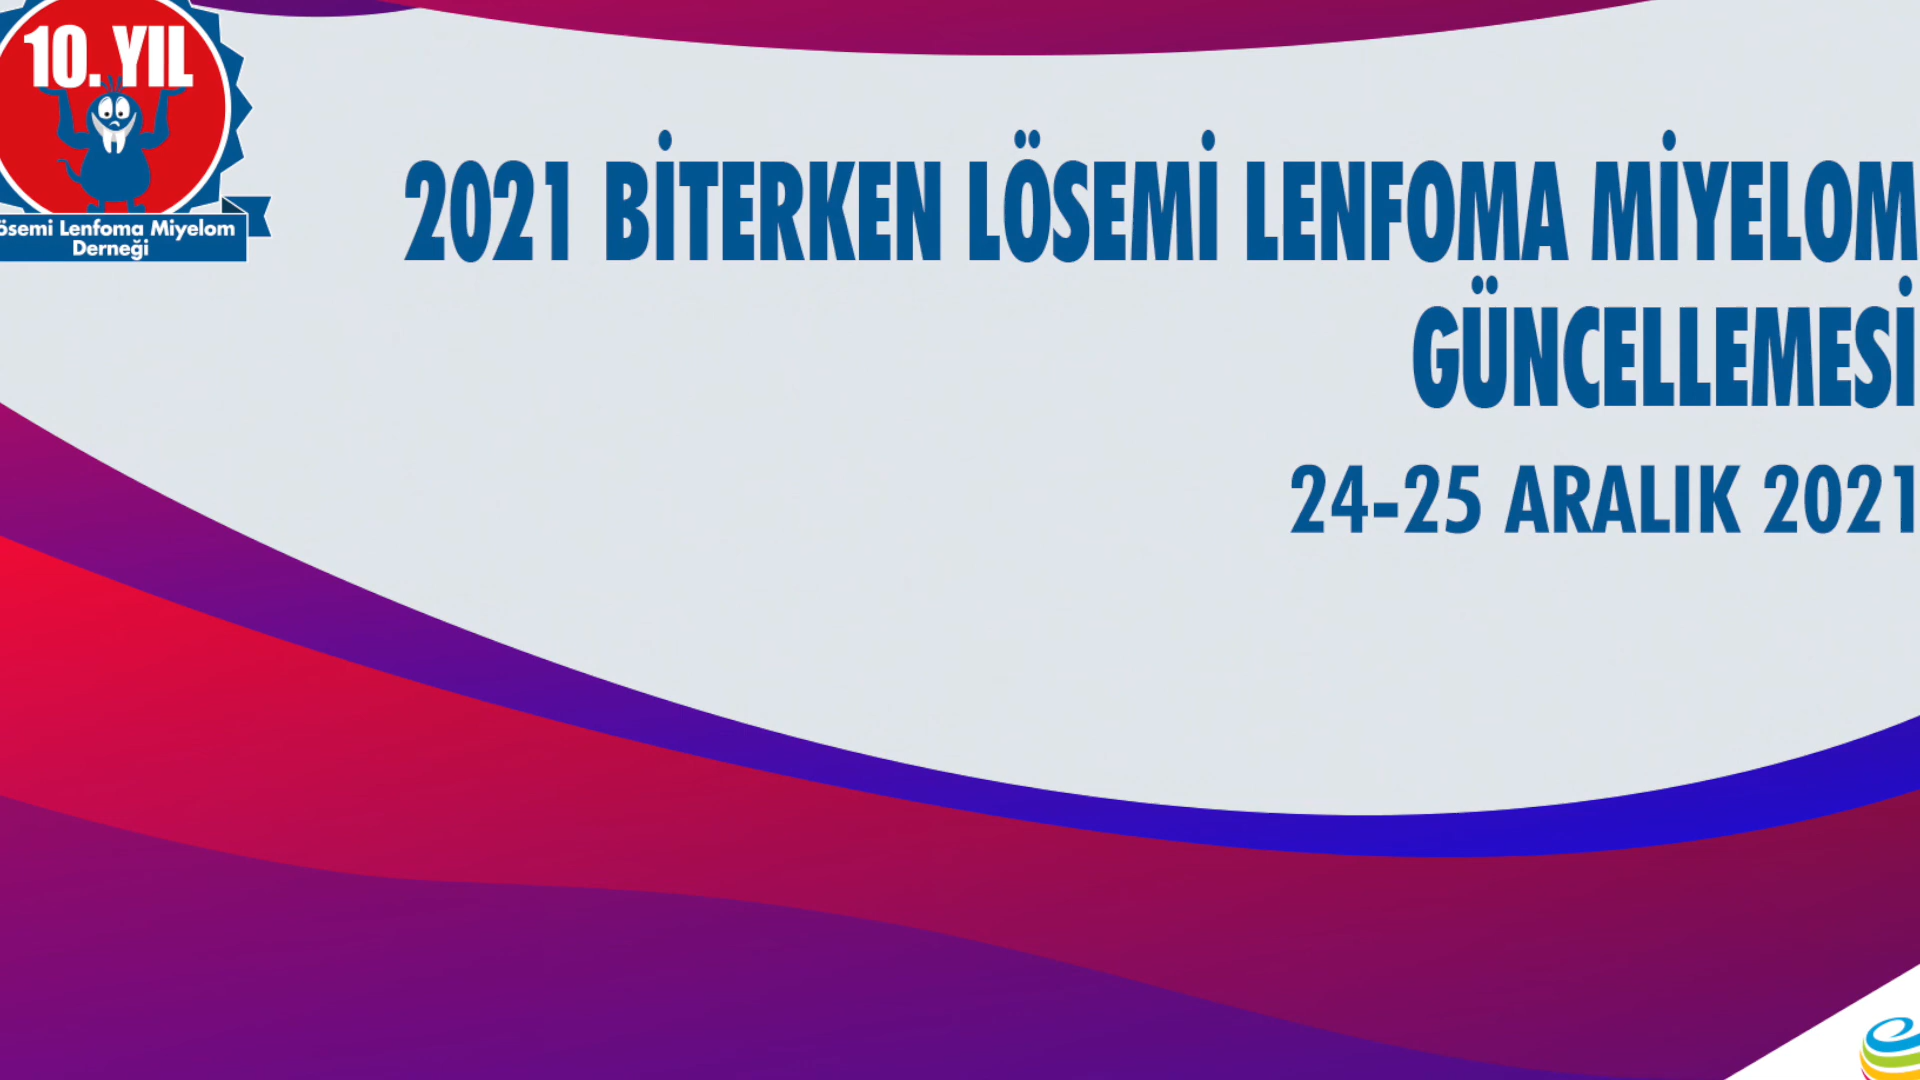 10. YIL
ösemi Lenfoma Miyelom
Derneği
2021 BİTERKEN LÖSEMİ LENFOMA MİYELOM
GÜNCELLEMESİ
24-25 ARALIK 2021